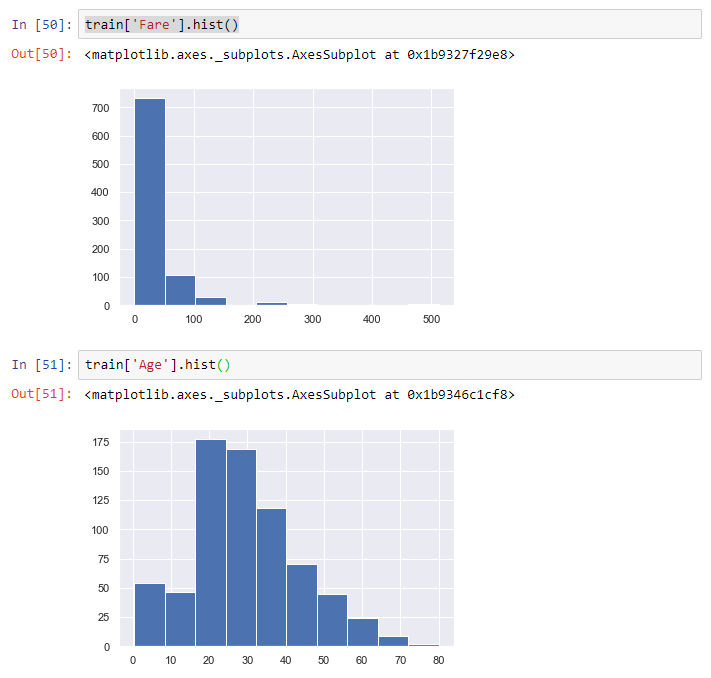 In [50]: train['Fare'].hist()
Out[50]: <matplotlib.axes._subplots.AxesSubplot at 0x1b9327f29e8>
700
600
500
400
300
200
100
0
0 100 200 300 400 500
In [51]: train['Age'].hist()
Out[51]: <matplotlib.axes._subplots.AxesSubplot at 0x1b9346c1cf8>
175
150
125
100
75
50
25
0
0 10 20 30 40 50 60 70 80